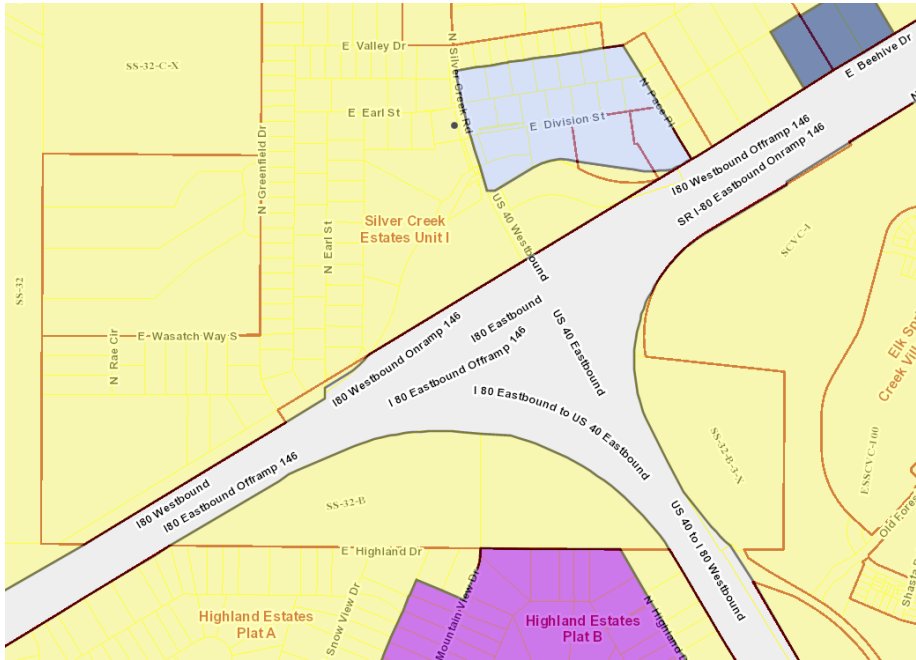 E Valley Dr
N Silver Creek Rd
E Beehive Dr
SS-32-C-X
E Earl St
N Pace Pl
E Division St
I80 Westbound Offramp 146
SR I-80 Eastbound Onramp 146
N Greenfield Dr
Silver Creek
Estates Unit I
US 40 Westbound
SCVC-1
N Earl St
SS-32
I80 Westbound Onramp 146
I80 Eastbound
US 40 Eastbound
E Wasatch Way S
N Rae Cir
I 80 Eastbound Offramp 146
Creek Vill
I 80 Eastbound to US 40 Eastbound
SS-32-B-1-X
ESSCVC-100
I80 Westbound
I80 Eastbound Offramp 146
SS-32-B
US 40 to I 80 Westbound
Old Fores
E Highland Dr
Shasta
Snow View Dr
Mountain View Dr
N Highland D
Highland Estates
Plat A
Highland Estates
Plat B